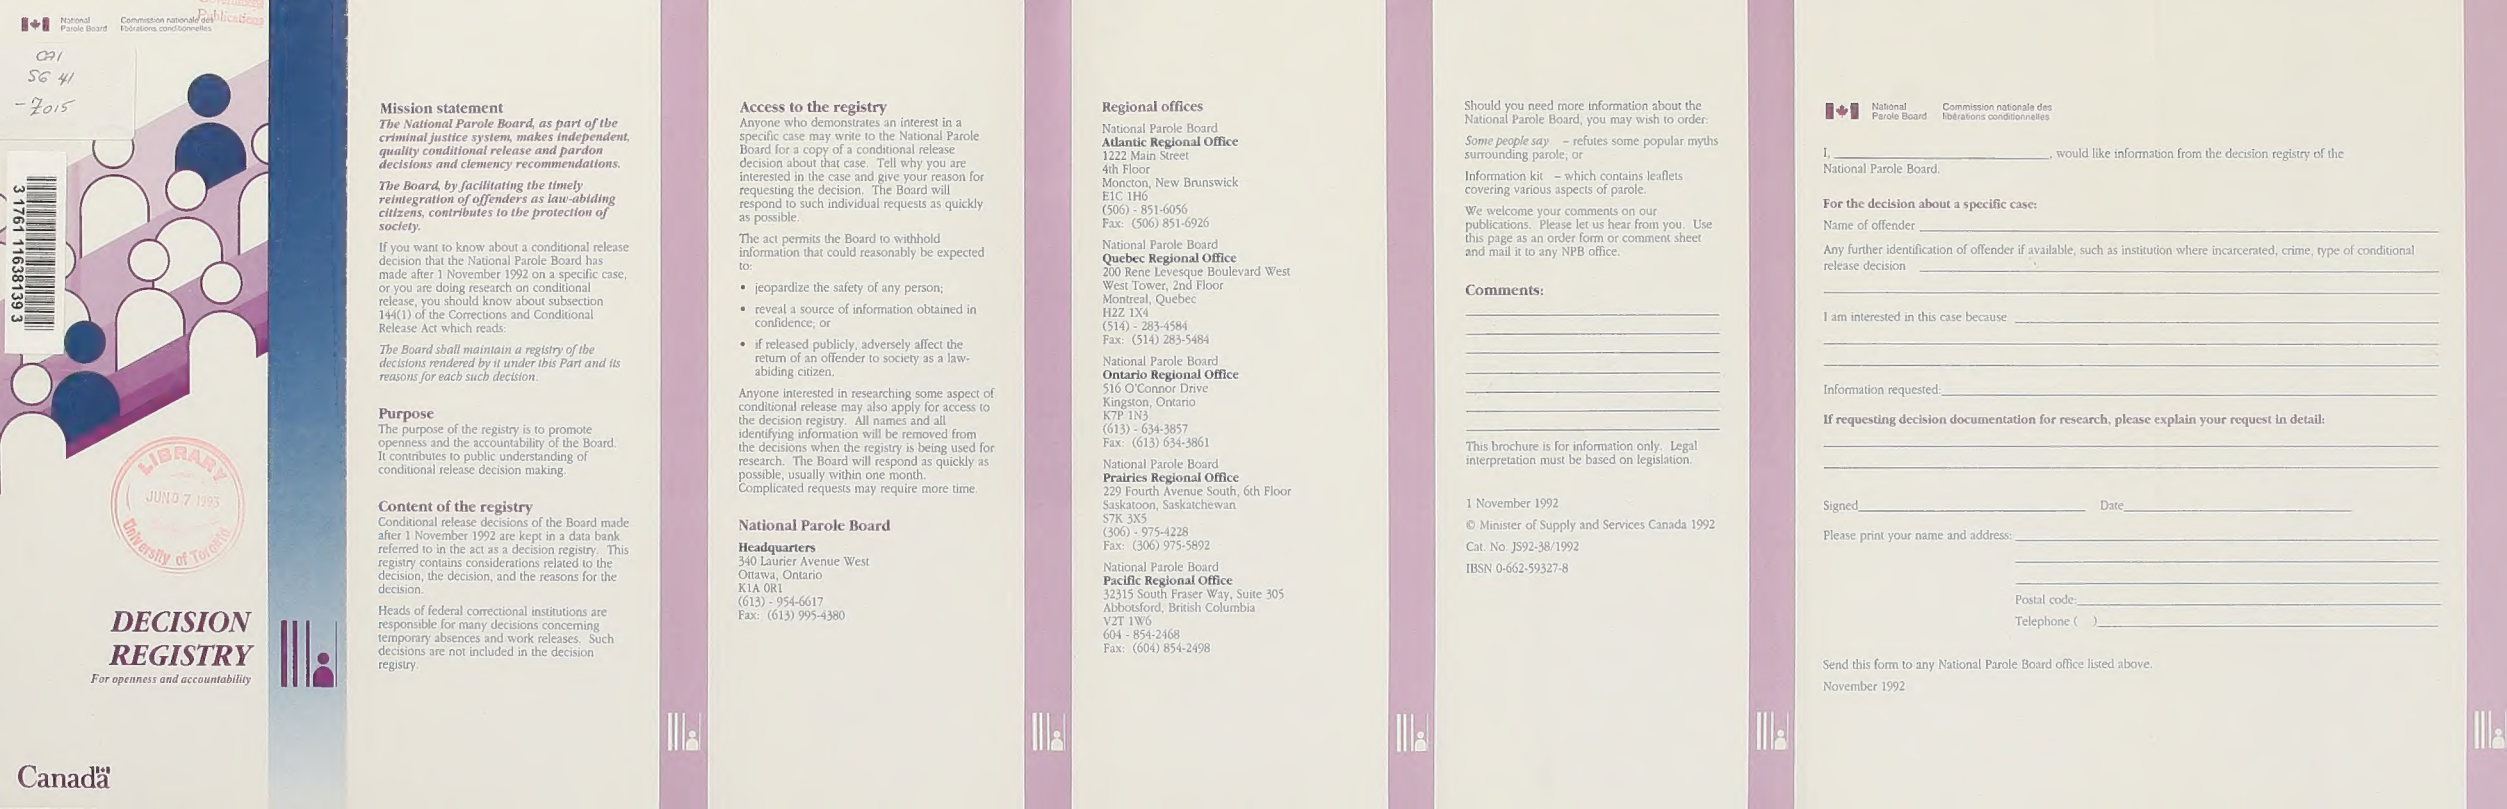 Government
Publications
National
Parole Board
Commission nationale des
libérations conditionnelles
CA1
SG 41
- Z015
3 1761 11638139 3
LIBRARY
JUN 07 1993
University of Toronto
DECISION
REGISTRY
For openness and accountability
Canada
Mission statement
The National Parole Board, as part of the
criminal justice system, makes independent,
quality conditional release and pardon
decisions and clemency recommendations.
The Board, by facilitating the timely
reintegration of offenders as law-abiding
citizens, contributes to the protection of
society.
If you want to know about a conditional release
decision that the National Parole Board has
made after 1 November 1992 on a specific case,
or you are doing research on conditional
release, you should know about subsection
144(1) of the Corrections and Conditional
Release Act which reads:
The Board shall maintain a registry of the
decisions rendered by it under this Part and its
reasons for each such decision.
Purpose
The purpose of the registry is to promote
openness and the accountability of the Board.
It contributes to public understanding of
conditional release decision making.
Content of the registry
Conditional release decisions of the Board made
after 1 November 1992 are kept in a data bank
referred to in the act as a decision registry. This
registry contains considerations related to the
decision, the decision, and the reasons for the
decision.
Heads of federal correctional institutions are
responsible for many decisions concerning
temporary absences and work releases. Such
decisions are not included in the decision
registry.
Access to the registry
Anyone who demonstrates an interest in a
specific case may write to the National Parole
Board for a copy of a conditional release
decision about that case. Tell why you are
interested in the case and give your reason for
requesting the decision. The Board will
respond to such individual requests as quickly
as possible.
The act permits the Board to withhold
information that could reasonably be expected
to:
• jeopardize the safety of any person;
• reveal a source of information obtained in
confidence; or
• if released publicly, adversely affect the
return of an offender to society as a law-
abiding citizen.
Anyone interested in researching some aspect of
conditional release may also apply for access to
the decision registry. All names and all
identifying information will be removed from
the decisions when the registry is being used for
research. The Board will respond as quickly as
possible, usually within one month.
Complicated requests may require more time.
National Parole Board
Headquarters
340 Laurier Avenue West
Ottawa, Ontario
K1A 0R1
(613) - 954-6617
Fax: (613) 995-4380
Regional offices
National Parole Board
Atlantic Regional Office
1222 Main Street
4th Floor
Moncton, New Brunswick
E1C 1H6
(506) - 851-6056
Fax: (506) 851-6926
National Parole Board
Quebec Regional Office
200 Rene Levesque Boulevard West
West Tower, 2nd Floor
Montreal, Quebec
H2Z 1X4
(514) - 283-4584
Fax: (514) 283-5484
National Parole Board
Ontario Regional Office
516 O'Connor Drive
Kingston, Ontario
K7P 1N3
(613) - 634-3857
Fax: (613) 634-3861
National Parole Board
Prairies Regional Office
229 Fourth Avenue South, 6th Floor
Saskatoon, Saskatchewan
S7K 3X5
(306) - 975-4228
Fax: (306) 975-5892
National Parole Board
Pacific Regional Office
32315 South Fraser Way, Suite 305
Abbotsford, British Columbia
V2T 1W6
604 - 854-2468
Fax: (604) 854-2498
Should you need more information about the
National Parole Board, you may wish to order:
Some people say – refutes some popular myths
surrounding parole; or
Information kit – which contains leaflets
covering various aspects of parole.
We welcome your comments on our
publications. Please let us hear from you. Use
this page as an order form or comment sheet
and mail it to any NPB office.
Comments:
This brochure is for information only. Legal
interpretation must be based on legislation.
1 November 1992
© Minister of Supply and Services Canada 1992
Cat. No. JS92-38/1992
IBSN 0-662-59327-8
National
Parole Board
Commission nationale des
libérations conditionnelles
I, , would like information from the decision registry of the
National Parole Board.
For the decision about a specific case:
Name of offender
Any further identification of offender if available, such as institution where incarcerated, crime, type of conditional
release decision
I am interested in this case because
Information requested:
If requesting decision documentation for research, please explain your request in detail:
Signed Date
Please print your name and address:
Postal code:
Telephone ( )
Send this form to any National Parole Board office listed above.
November 1992